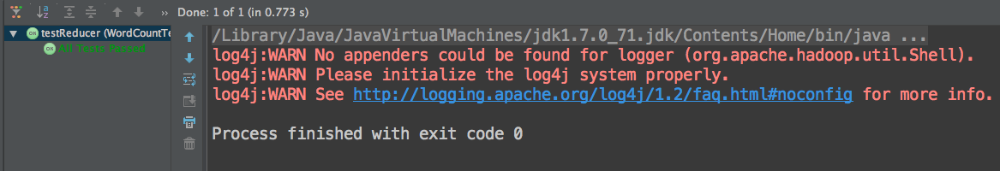 Done: 1 of 1 (in 0.773 s)
testReducer (WordCountTe
All Tests Passed
/Library/Java/JavaVirtualMachines/jdk1.7.0_71.jdk/Contents/Home/bin/java ...
log4j:WARN No appenders could be found for logger (org.apache.hadoop.util.Shell).
log4j:WARN Please initialize the log4j system properly.
log4j:WARN See http://logging.apache.org/log4j/1.2/faq.html#noconfig for more info.
Process finished with exit code 0